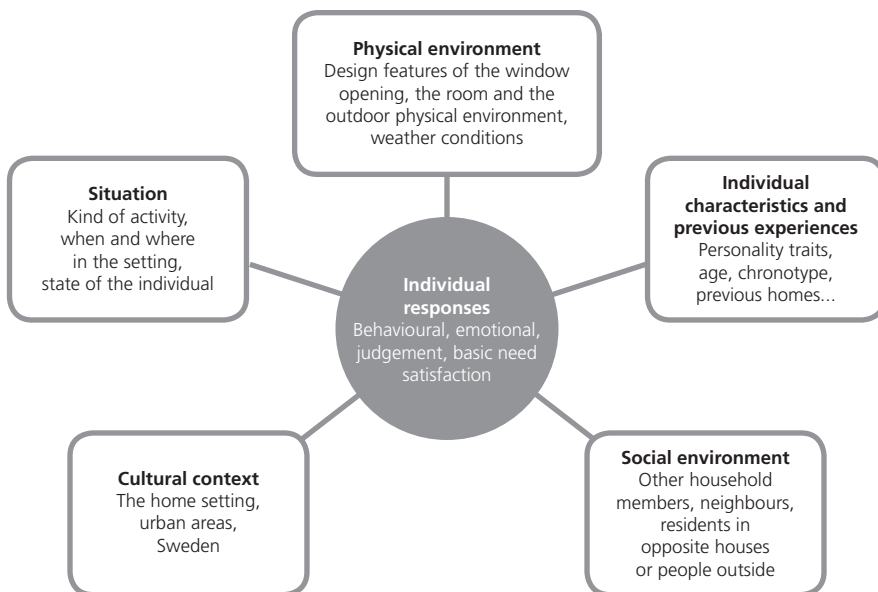 Physical environment
Design features of the window
opening, the room and the
outdoor physical environment,
weather conditions
Situation
Kind of activity,
when and where
in the setting,
state of the individual
Individual
characteristics and
previous experiences
Personality traits,
age, chronotype,
previous homes...
Individual
responses
Behavioural, emotional,
judgement, basic need
satisfaction
Cultural context
The home setting,
urban areas,
Sweden
Social environment
Other household
members, neighbours,
residents in
opposite houses
or people outside